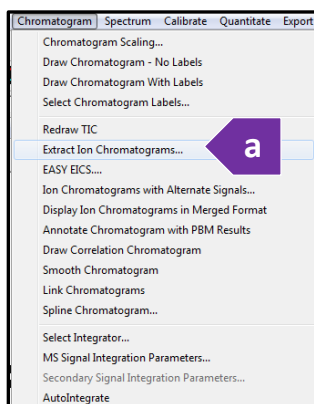 Chromatogram Spectrum Calibrate Quantitate Export
Chromatogram Scaling...
Draw Chromatogram - No Labels
Draw Chromatogram With Labels
Select Chromatogram Labels...
Redraw TIC
Extract Ion Chromatograms...
a
EASY EICS....
Ion Chromatograms with Alternate Signals...
Display Ion Chromatograms in Merged Format
Annotate Chromatogram with PBM Results
Draw Correlation Chromatogram
Smooth Chromatogram
Link Chromatograms
Spline Chromatogram...
Select Integrator...
MS Signal Integration Parameters...
Secondary Signal Integration Parameters...
AutoIntegrate